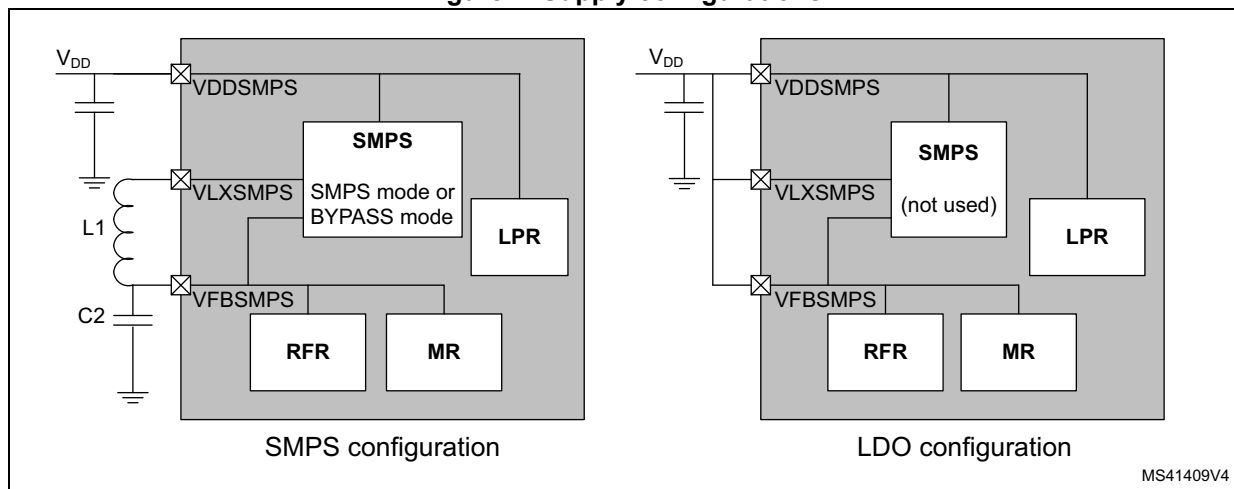 V_DD
VDDSMPS
SMPS
SMPS mode or
BYPASS mode
VLXSMPS
L1
LPR
VFBSMPS
C2
RFR
MR
SMPS configuration
V_DD
VDDSMPS
SMPS
(not used)
VLXSMPS
LPR
VFBSMPS
RFR
MR
LDO configuration
MS41409V4